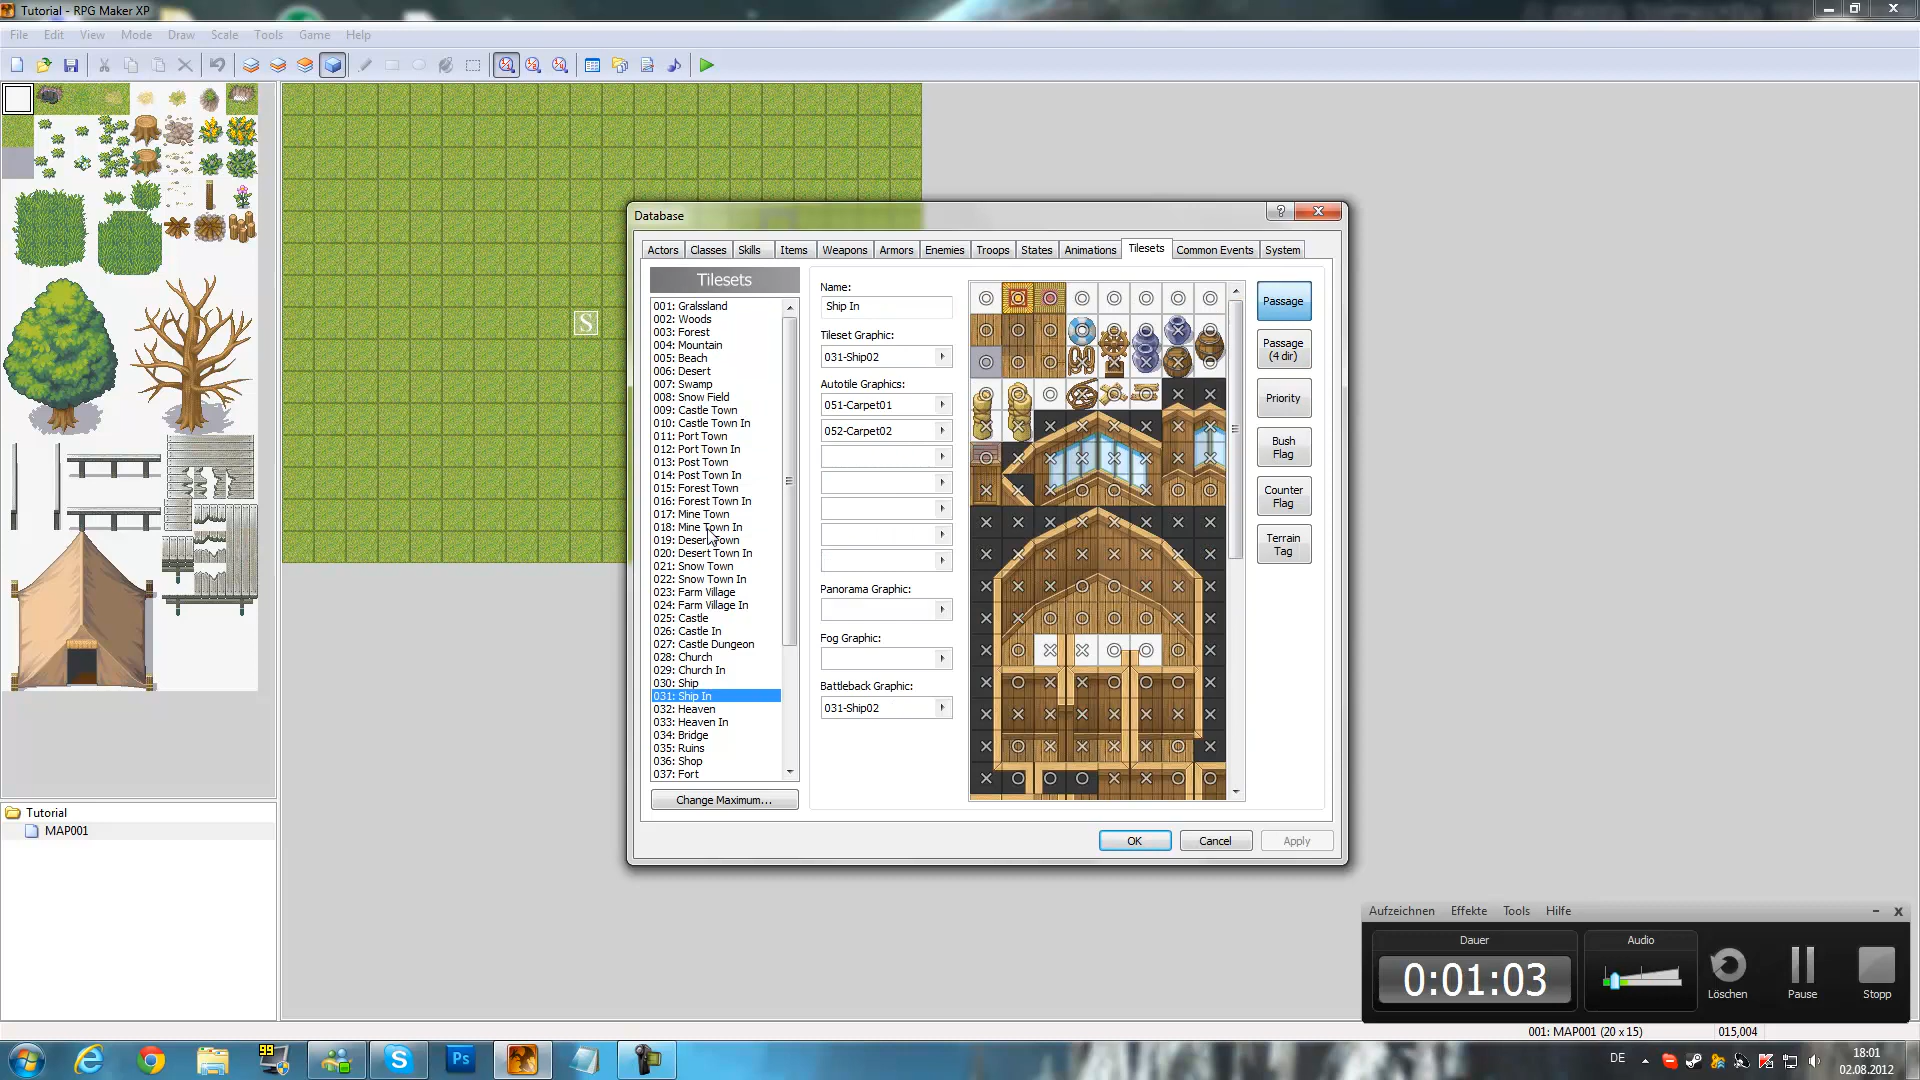 Tutorial - RPG Maker XP
File Edit View Mode Draw Scale Tools Game Help
S
Database
Actors Classes Skills Items Weapons Armors Enemies Troops States Animations Tilesets Common Events System
Tilesets
001: Gralssland
002: Woods
003: Forest
004: Mountain
005: Beach
006: Desert
007: Swamp
008: Snow Field
009: Castle Town
010: Castle Town In
011: Port Town
012: Port Town In
013: Post Town
014: Post Town In
015: Forest Town
016: Forest Town In
017: Mine Town
018: Mine Town In
019: Desert Town
020: Desert Town In
021: Snow Town
022: Snow Town In
023: Farm Village
024: Farm Village In
025: Castle
026: Castle In
027: Castle Dungeon
028: Church
029: Church In
030: Ship
031: Ship In
032: Heaven
033: Heaven In
034: Bridge
035: Ruins
036: Shop
037: Fort
Change Maximum...
Name:
Ship In
Tileset Graphic:
031-Ship02
Autotile Graphics:
051-Carpet01
052-Carpet02
Panorama Graphic:
Fog Graphic:
Battleback Graphic:
031-Ship02
Passage
Passage
(4 dir)
Priority
Bush
Flag
Counter
Flag
Terrain
Tag
OK Cancel Apply
Tutorial
MAP001
Aufzeichnen Effekte Tools Hilfe
Dauer
0:01:03
Audio
Löschen
Pause
Stopp
001: MAP001 (20 x 15)
015,004
99
Ps
DE
18:01
02.08.2012